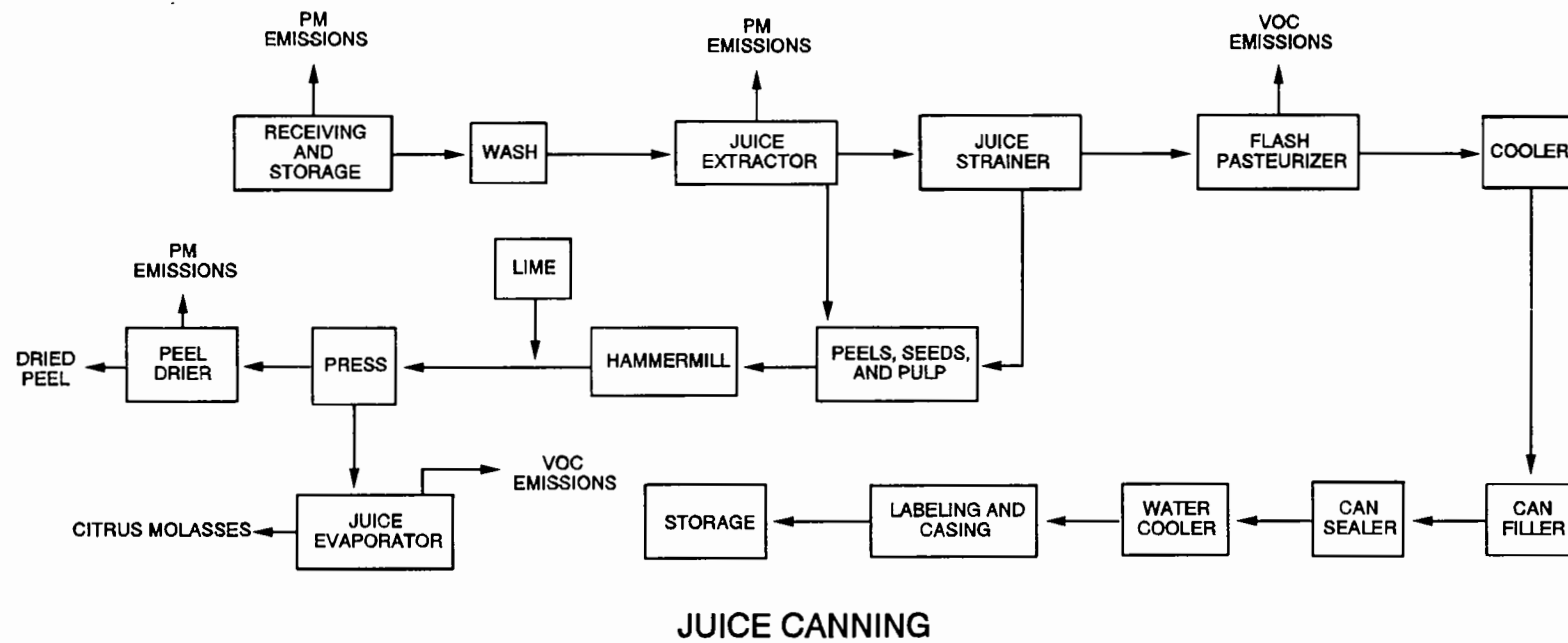 PM
EMISSIONS
PM
EMISSIONS
VOC
EMISSIONS
RECEIVING
AND
STORAGE
WASH
JUICE
EXTRACTOR
JUICE
STRAINER
FLASH
PASTEURIZER
COOLER
PM
EMISSIONS
LIME
DRIED
PEEL
PEEL
DRIER
PRESS
HAMMERMILL
PEELS, SEEDS,
AND PULP
VOC
EMISSIONS
CITRUS MOLASSES
JUICE
EVAPORATOR
STORAGE
LABELING AND
CASING
WATER
COOLER
CAN
SEALER
CAN
FILLER
JUICE CANNING